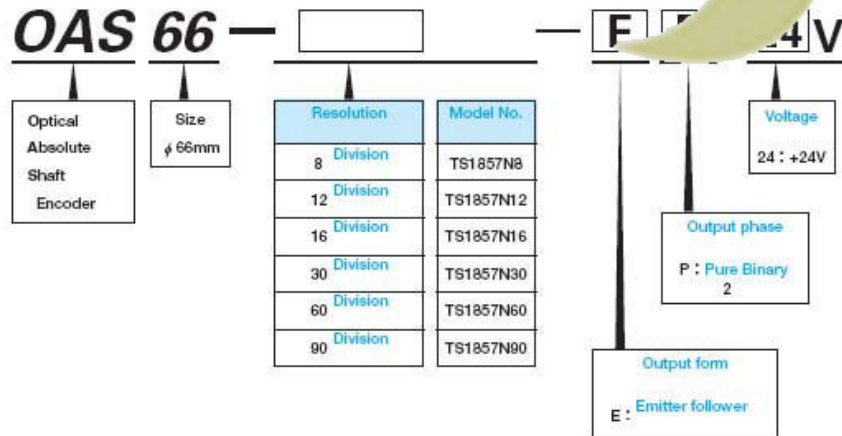 OAS 66 — — E 24V
Optical
Absolute
Shaft
Encoder
Size
ϕ 66mm
Resolution Model No.
8 Division TS1857N8
12 Division TS1857N12
16 Division TS1857N16
30 Division TS1857N30
60 Division TS1857N60
90 Division TS1857N90
Voltage
24 : +24V
Output phase
P : Pure Binary
2
Output form
E : Emitter follower